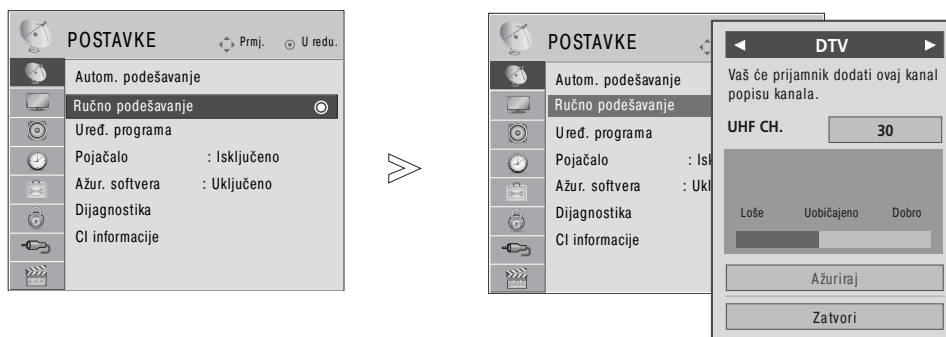 POSTAVKE
Prmj.
U redu.
Autom. podešavanje
Ručno podešavanje
Uređ. programa
Pojačalo : Isključeno
Ažur. softvera : Uključeno
Dijagnostika
CI informacije
POSTAVKE
Autom. podešavanje
Ručno podešavanje
Uređ. programa
Pojačalo : Isk
Ažur. softvera : Ukl
Dijagnostika
CI informacije
DTV
Vaš će prijamnik dodati ovaj kanal
popisu kanala.
UHF CH. 30
Loše Uobičajeno Dobro
Ažuriraj
Zatvori